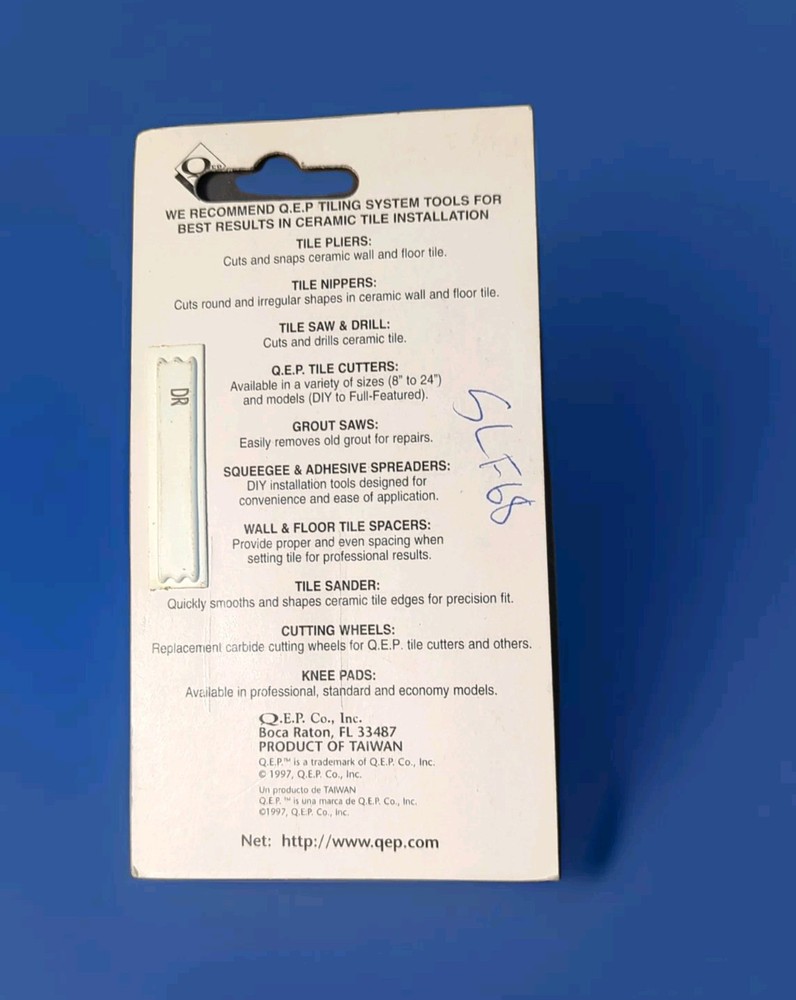 Q.E.P.
WE RECOMMEND Q.E.P TILING SYSTEM TOOLS FOR
BEST RESULTS IN CERAMIC TILE INSTALLATION
TILE PLIERS:
Cuts and snaps ceramic wall and floor tile.
TILE NIPPERS:
Cuts round and irregular shapes in ceramic wall and floor tile.
TILE SAW & DRILL:
Cuts and drills ceramic tile.
Q.E.P. TILE CUTTERS:
Available in a variety of sizes (8" to 24")
and models (DIY to Full-Featured).
GROUT SAWS:
Easily removes old grout for repairs.
SQUEEGEE & ADHESIVE SPREADERS:
DIY installation tools designed for
convenience and ease of application.
WALL & FLOOR TILE SPACERS:
Provide proper and even spacing when
setting tile for professional results.
TILE SANDER:
Quickly smooths and shapes ceramic tile edges for precision fit.
CUTTING WHEELS:
Replacement carbide cutting wheels for Q.E.P. tile cutters and others.
KNEE PADS:
Available in professional, standard and economy models.
Q.E.P. Co., Inc.
Boca Raton, FL 33487
PRODUCT OF TAIWAN
Q.E.P.™ is a trademark of Q.E.P. Co., Inc.
© 1997, Q.E.P. Co., Inc.
Un producto de TAIWAN
Q.E.P. ™ is una marca de Q.E.P. Co., Inc.
©1997, Q.E.P. Co., Inc.
Net: http://www.qep.com
DR